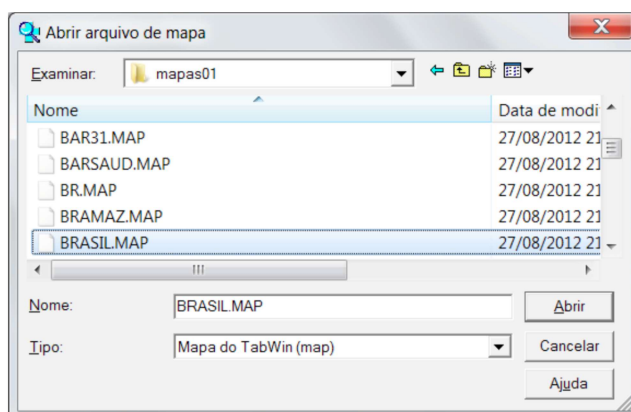 Abrir arquivo de mapa
Examinar: mapas01
Nome Data de modi
BAR31.MAP 27/08/2012 21
BARSAUD.MAP 27/08/2012 21
BR.MAP 27/08/2012 21
BRAMAZ.MAP 27/08/2012 21
BRASIL.MAP 27/08/2012 21
Nome: BRASIL.MAP Abrir
Tipo: Mapa do TabWin (map) Cancelar
Ajuda